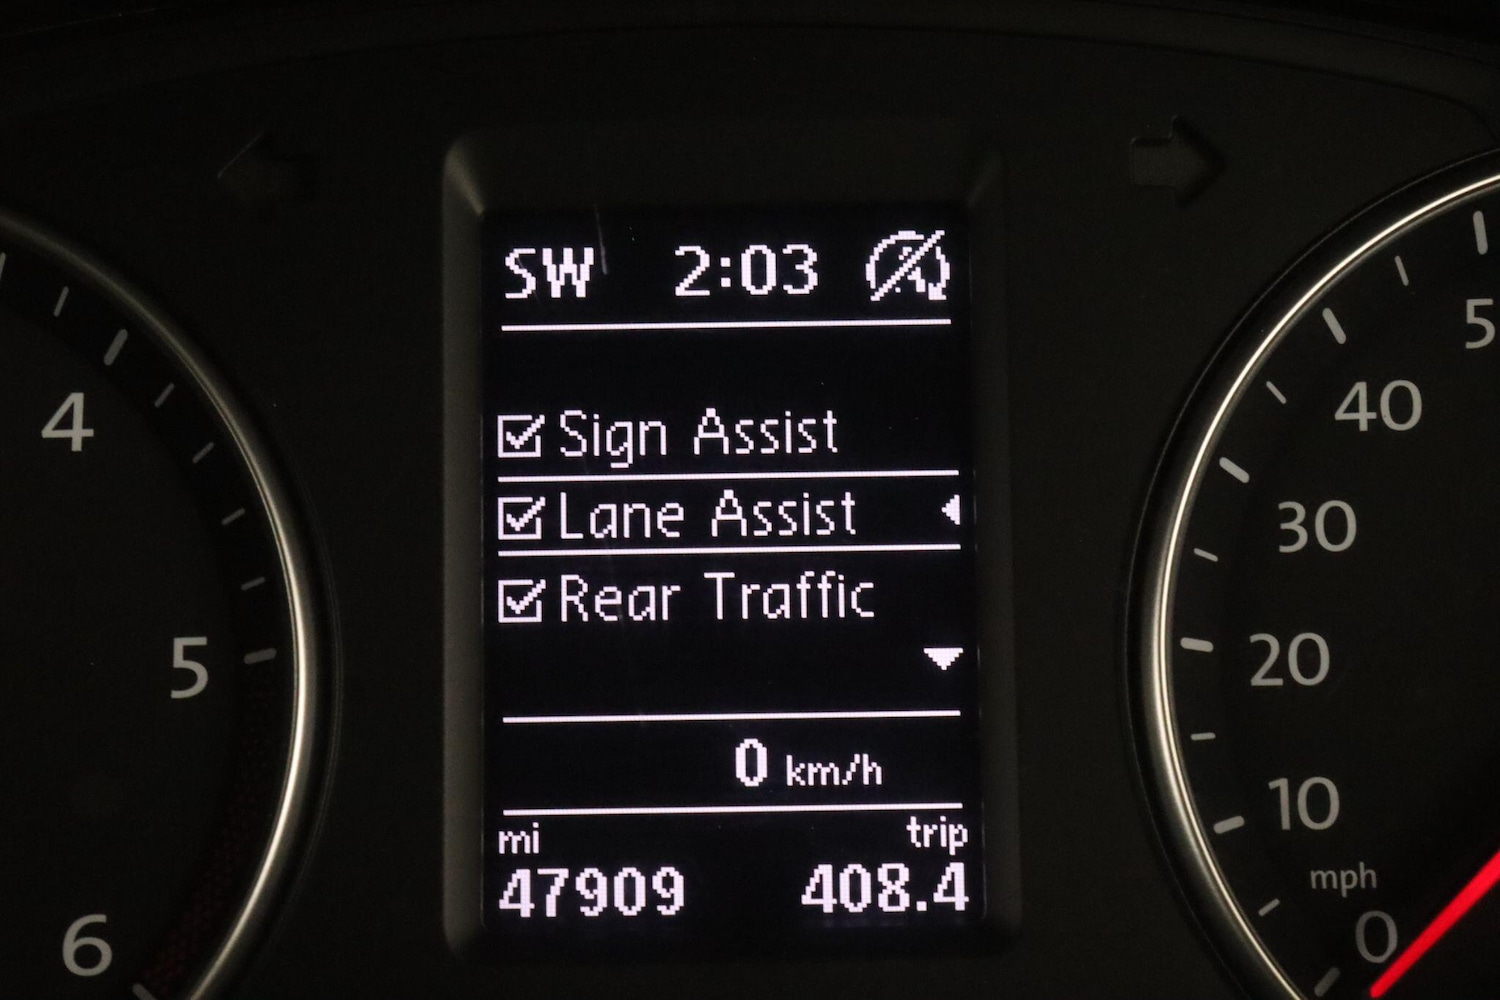 SW 2:03
Sign Assist
Lane Assist
Rear Traffic
0 km/h
mi trip
47909 408.4
4
5
6
5
40
30
20
10
mph
0